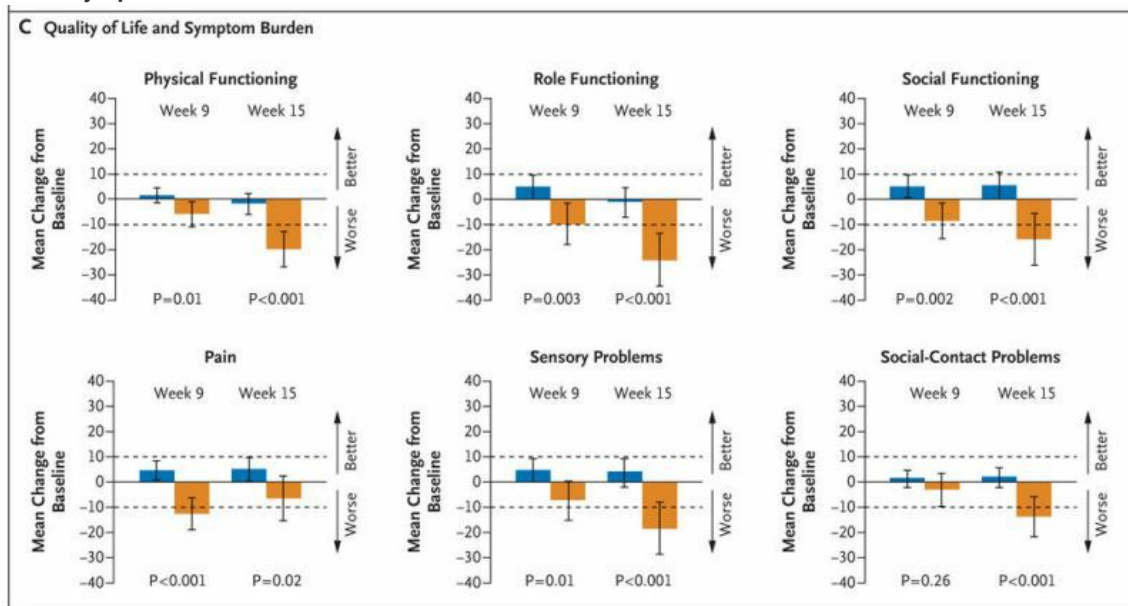 C Quality of Life and Symptom Burden
Physical Functioning
Role Functioning
Social Functioning
Mean Change from Baseline
40
30
20
10
0
−10
−20
−30
−40
Week 9
Week 15
Better
Worse
P=0.01
P<0.001
Mean Change from Baseline
40
30
20
10
0
−10
−20
−30
−40
Week 9
Week 15
Better
Worse
P=0.003
P<0.001
Mean Change from Baseline
40
30
20
10
0
−10
−20
−30
−40
Week 9
Week 15
Better
Worse
P=0.002
P<0.001
Pain
Sensory Problems
Social-Contact Problems
Mean Change from Baseline
40
30
20
10
0
−10
−20
−30
−40
Week 9
Week 15
Better
Worse
P<0.001
P=0.02
Mean Change from Baseline
40
30
20
10
0
−10
−20
−30
−40
Week 9
Week 15
Better
Worse
P=0.01
P<0.001
Mean Change from Baseline
40
30
20
10
0
−10
−20
−30
−40
Week 9
Week 15
Better
Worse
P=0.26
P<0.001